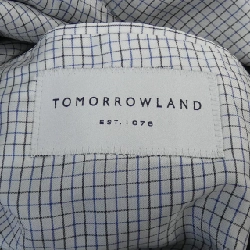 TOMORROWLAND
EST. 1978